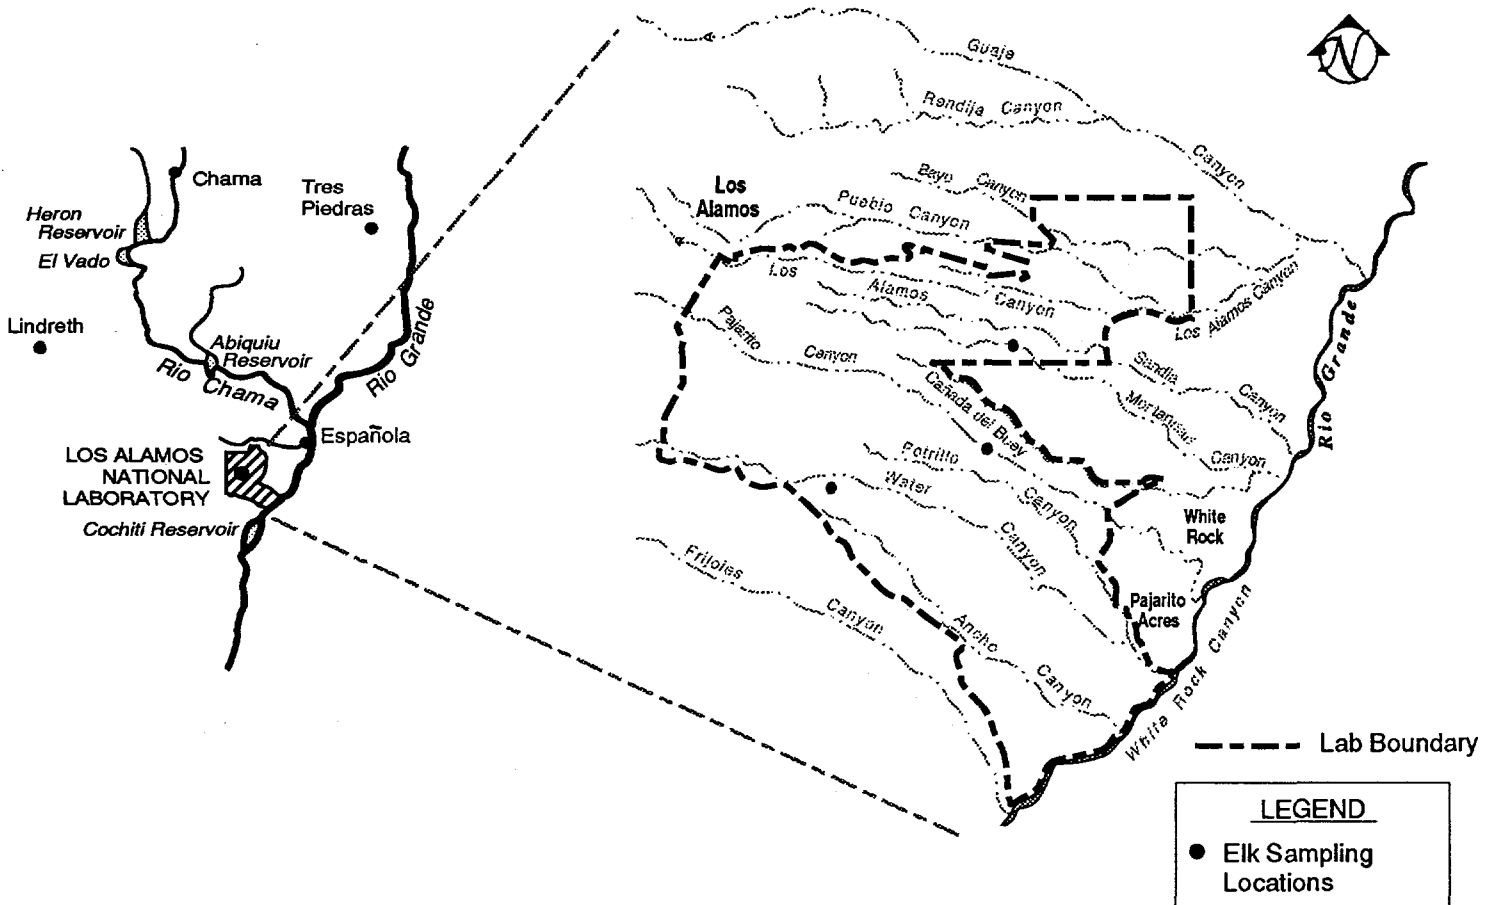 Chama
Tres
Piedras
Heron
Reservoir
El Vado
Lindreth
Abiquiu
Reservoir
Rio Chama
Rio Grande
Española
LOS ALAMOS
NATIONAL
LABORATORY
Cochiti Reservoir
N
Guaje
Canyon
Rendija Canyon
Bayo Canyon
Pueblo Canyon
Los
Alamos
Los
Alamos
Canyon
Los Alamos Canyon
Pajarito
Canyon
Sandia
Canyon
Mortandad
Canyon
Cañada del Buey
Potrillo
Canyon
Water
Canyon
Frijoles
Canyon
Ancho
Canyon
White
Rock
Pajarito
Acres
Rio Grande
White Rock Canyon
Lab Boundary
LEGEND
Elk Sampling
Locations